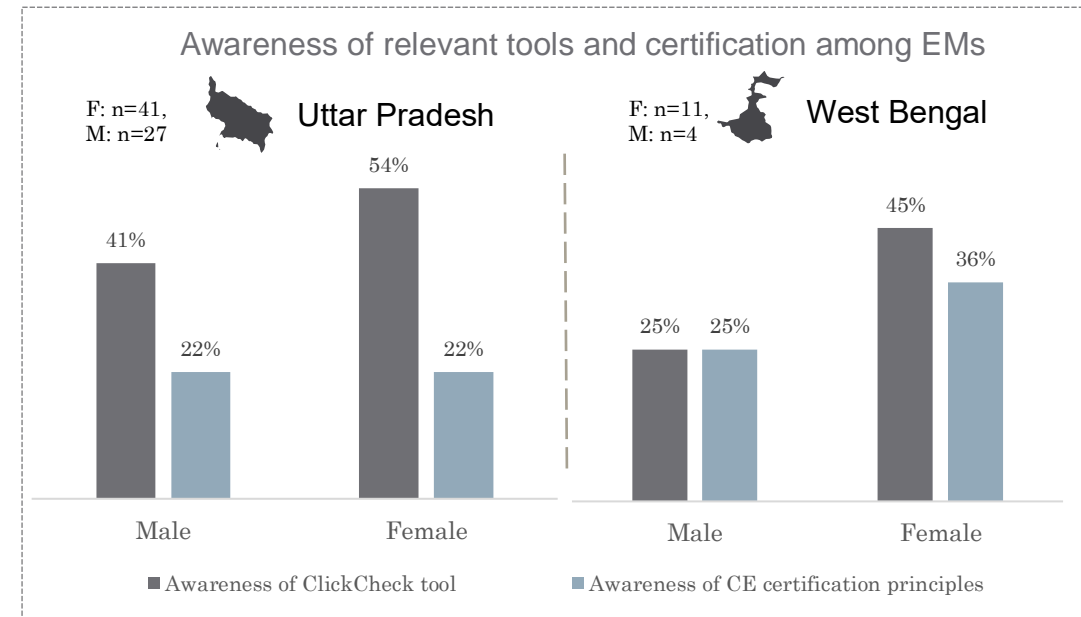 Awareness of relevant tools and certification among EMs
F: n=41,
M: n=27
Uttar Pradesh
54%
41%
22%
22%
Male
Female
F: n=11,
M: n=4
West Bengal
45%
36%
25%
25%
Male
Female
Awareness of ClickCheck tool
Awareness of CE certification principles